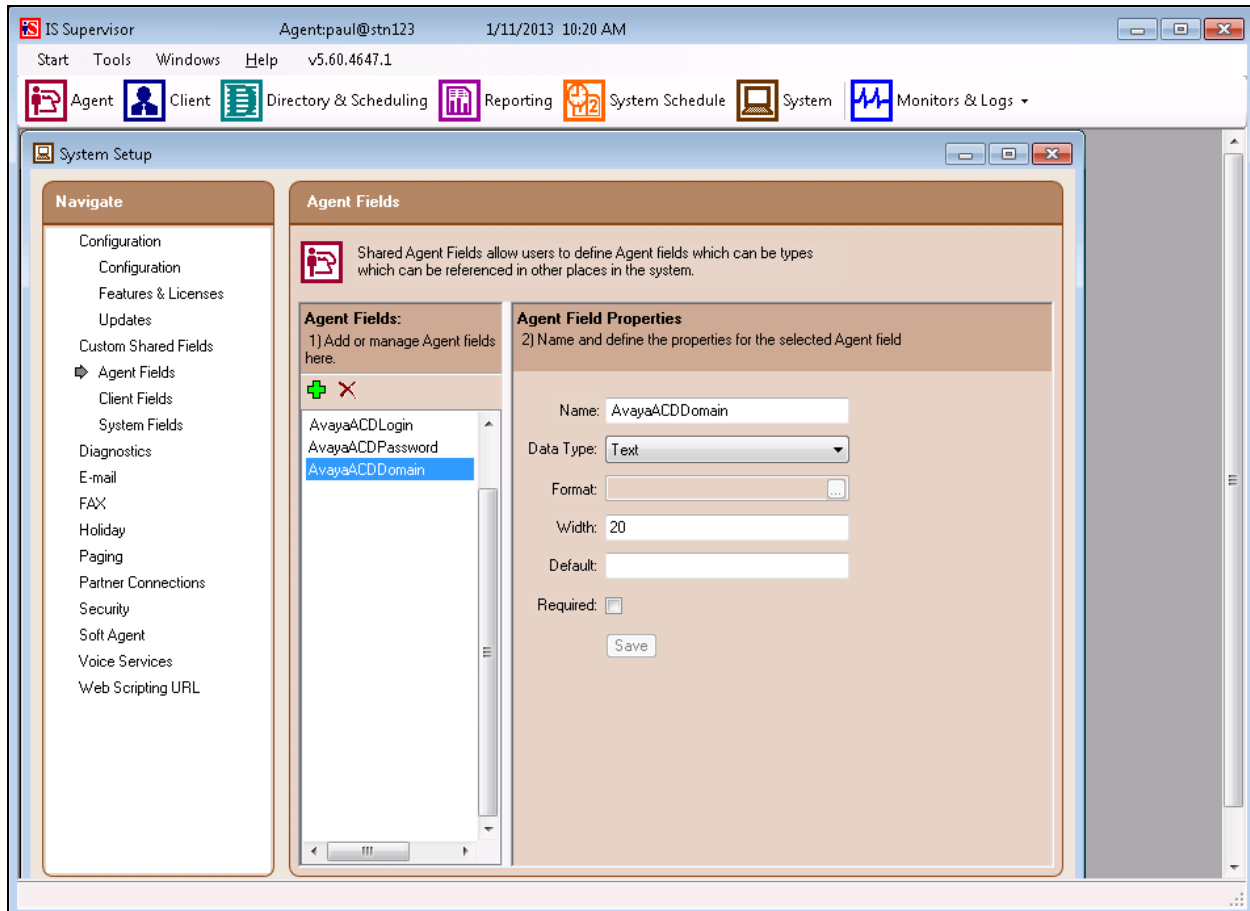 IS Supervisor Agent:paul@stn123 1/11/2013 10:20 AM
Start Tools Windows Help v5.60.4647.1
Agent Client Directory & Scheduling Reporting System Schedule System Monitors & Logs
System Setup
Navigate
Configuration
Configuration
Features & Licenses
Updates
Custom Shared Fields
Agent Fields
Client Fields
System Fields
Diagnostics
E-mail
FAX
Holiday
Paging
Partner Connections
Security
Soft Agent
Voice Services
Web Scripting URL
Agent Fields
Shared Agent Fields allow users to define Agent fields which can be types
which can be referenced in other places in the system.
Agent Fields:
1) Add or manage Agent fields
here.
AvayaACDLogin
AvayaACDPassword
AvayaACDDomain
Agent Field Properties
2) Name and define the properties for the selected Agent field
Name: AvayaACDDomain
Data Type: Text
Format: ...
Width: 20
Default:
Required:
Save